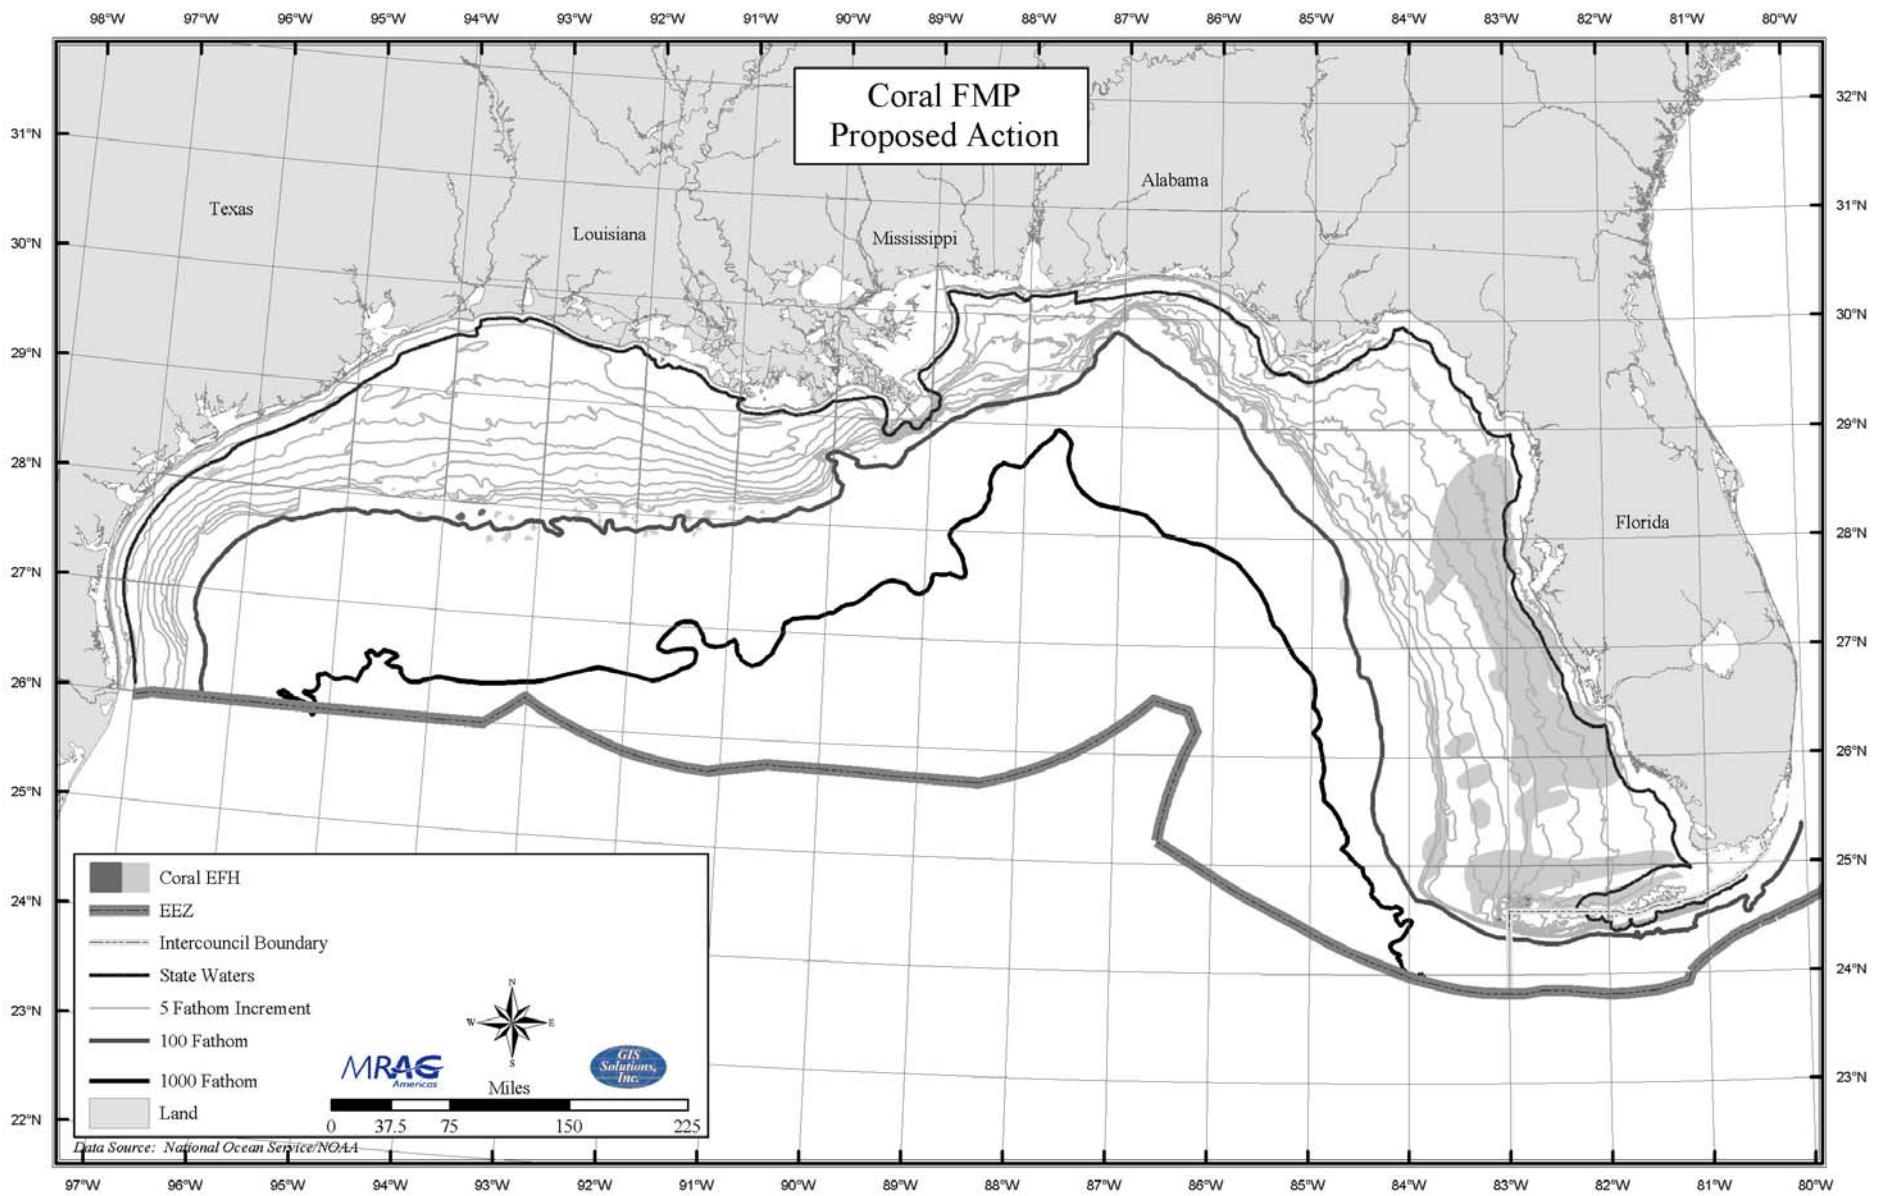 98°W 97°W 96°W 95°W 94°W 93°W 92°W 91°W 90°W 89°W 88°W 87°W 86°W 85°W 84°W 83°W 82°W 81°W 80°W
Coral FMP
Proposed Action
32°N
31°N
Alabama
31°N
Texas
Louisiana
Mississippi
30°N
30°N
29°N
29°N
28°N
Florida
28°N
27°N
27°N
26°N
26°N
25°N
25°N
24°N
24°N
23°N
23°N
22°N
Coral EFH
EEZ
Intercouncil Boundary
State Waters
5 Fathom Increment
100 Fathom
1000 Fathom
Land
N
W E
S
MRAG
Americas
GIS
Solutions,
Inc.
Miles
0 37.5 75 150 225
Data Source: National Ocean Service/NOAA
97°W 96°W 95°W 94°W 93°W 92°W 91°W 90°W 89°W 88°W 87°W 86°W 85°W 84°W 83°W 82°W 81°W 80°W